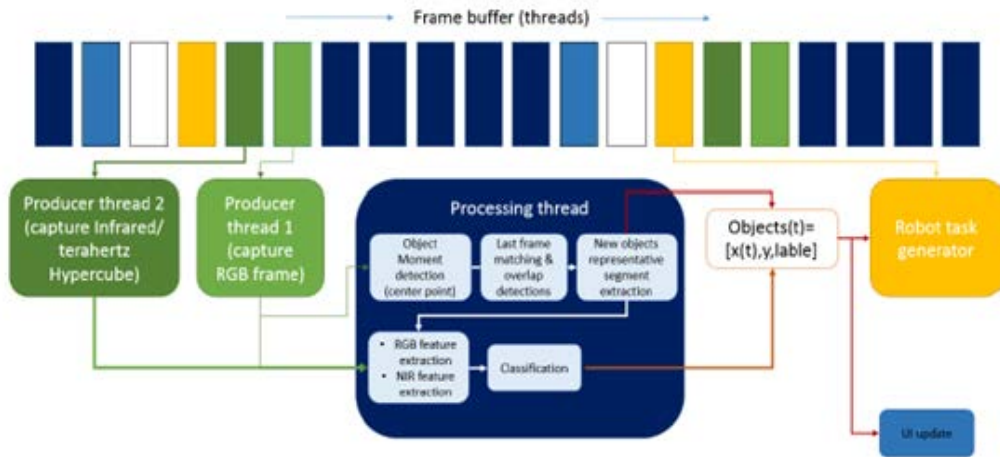 Frame buffer (threads)
Producer thread 2
(capture Infrared/
terahertz
Hypercube)
Producer
thread 1
(capture
RGB frame)
Processing thread
Object
Moment
detection
(center point)
Last frame
matching &
overlap
detections
New objects
representative
segment
extraction
• RGB feature
extraction
• NIR feature
extraction
Classification
Objects(t)=
[x(t),y,lable]
Robot task
generator
UI update